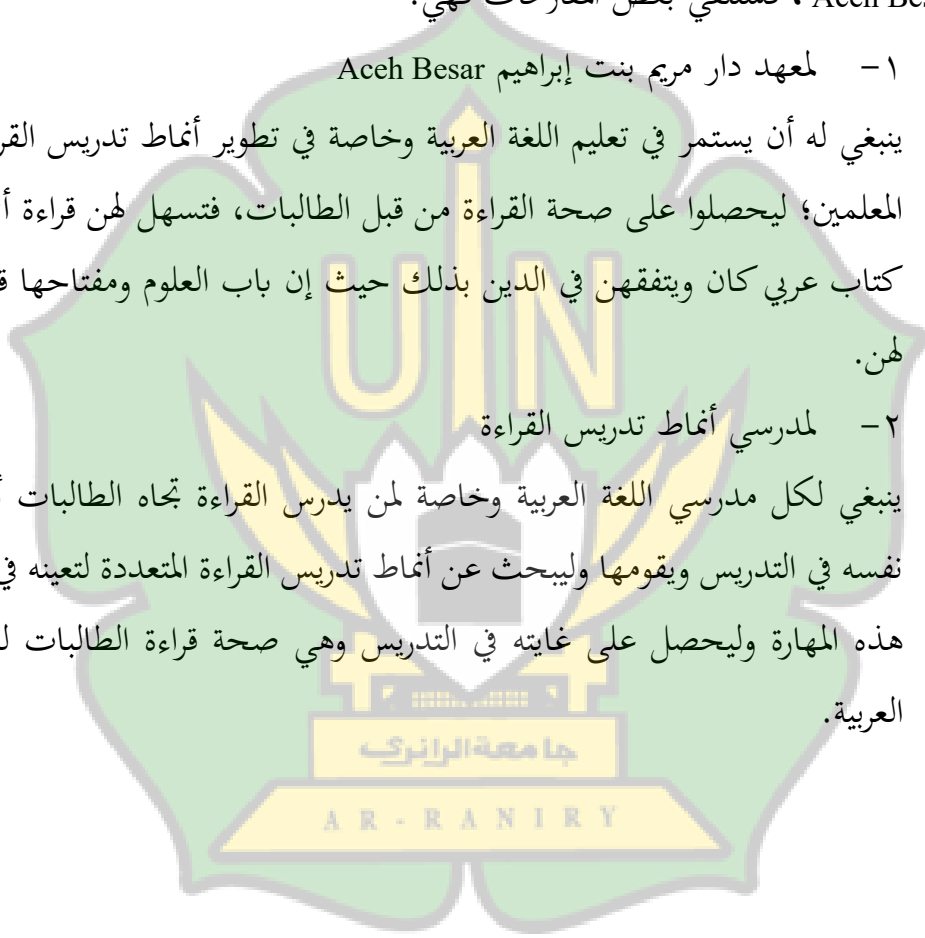 Aceh
١- لمعهد دار مريم بنت إبراهيم Aceh Besar
ينبغي له أن يستمر في تعليم اللغة العربية وخاصة في تطوير أنماط تدريس
المعلمين؛ ليحصلوا على صحة القراءة من قبل الطالبات، فتسهل لهن قراءة
كتاب عربي كان ويتفقهن في الدين بذلك حيث إن باب العلوم ومفتاحها
لهن.
٢- لمدرسي أنماط تدريس القراءة
ينبغي لكل مدرسي اللغة العربية وخاصة لمن يدرس القراءة تجاه الطالبات
نفسه في التدريس ويقومها وليبحث عن أنماط تدريس القراءة المتعددة لتعينه في
هذه المهارة وليحصل على غايته في التدريس وهي صحة قراءة الطالبات
العربية.
UIN
جامعة الرانري
AR-RANIRY